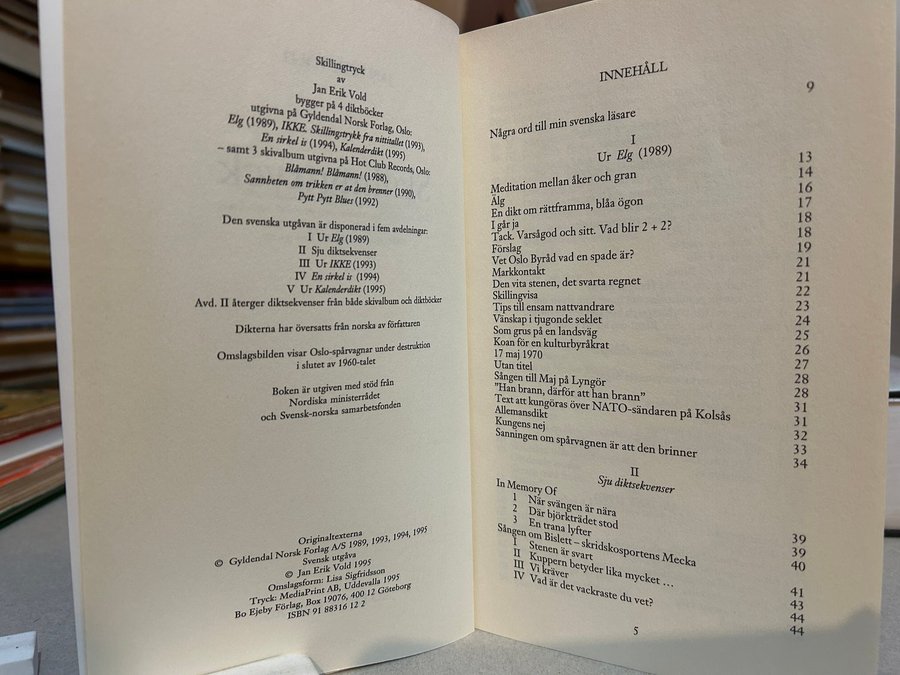 Skillingtryck
av
Jan Erik Vold
bygger på 4 diktböcker
utgivna på Gyldendal Norsk Forlag, Oslo:
Elg (1989), IKKE. Skillingstrykk fra nittitallet (1993),
En sirkel is (1994), Kalenderdikt (1995)
– samt 3 skivalbum utgivna på Hot Club Records, Oslo:
Blåmann! Blåmann! (1988),
Sannheten om trikken er at den brenner (1990),
Pytt Pytt Blues (1992)
Den svenska utgåvan är disponerad i fem avdelningar:
I Ur Elg (1989)
II Sju diktsekvenser
III Ur IKKE (1993)
IV En sirkel is (1994)
V Ur Kalenderdikt (1995)
Avd. II återger diktsekvenser från både skivalbum och diktböcker
Dikterna har översatts från norska av författaren
Omslagsbilden visar Oslo-spårvagnar under destruktion
i slutet av 1960-talet
Boken är utgiven med stöd från
Nordiska ministerrådet
och Svensk-norska samarbetsfonden
Originaltexterna
© Gyldendal Norsk Forlag A/S 1989, 1993, 1994, 1995
Svensk utgåva
© Jan Erik Vold 1995
Omslagsform: Lisa Sigfridsson
Tryck: MediaPrint AB, Uddevalla 1995
Bo Ejeby Förlag, Box 19076, 400 12 Göteborg
ISBN 91 88316 12 2
INNEHÅLL
Några ord till min svenska läsare 9
I
Ur Elg (1989)
Meditation mellan åker och gran 13
Älg 14
En dikt om rättframma, blåa ögon 16
I går ja 17
Tack. Varsågod och sitt. Vad blir 2 + 2? 18
Förslag 18
Vet Oslo Byråd vad en spade är? 19
Markkontakt 21
Den vita stenen, det svarta regnet 21
Skillingvisa 22
Tips till ensam nattvandrare 23
Vänskap i tjugonde seklet 24
Som grus på en landsväg 25
Koan för en kulturbyråkrat 26
17 maj 1970 27
Utan titel 28
Sången till Maj på Lyngör 28
"Han brann, därför att han brann" 31
Text att kungöras över NATO-sändaren på Kolsås 31
Allemansdikt 32
Kungens nej 33
Sanningen om spårvagnen är att den brinner 34
II
Sju diktsekvenser
In Memory Of
1 När svängen är nära 39
2 Där björkträdet stod 39
3 En trana lyfter 40
Sången om Bislett – skridskosportens Mecka
I Stenen är svart 41
II Kuppern betyder lika mycket ... 43
III Vi kräver 44
IV Vad är det vackraste du vet? 44
5